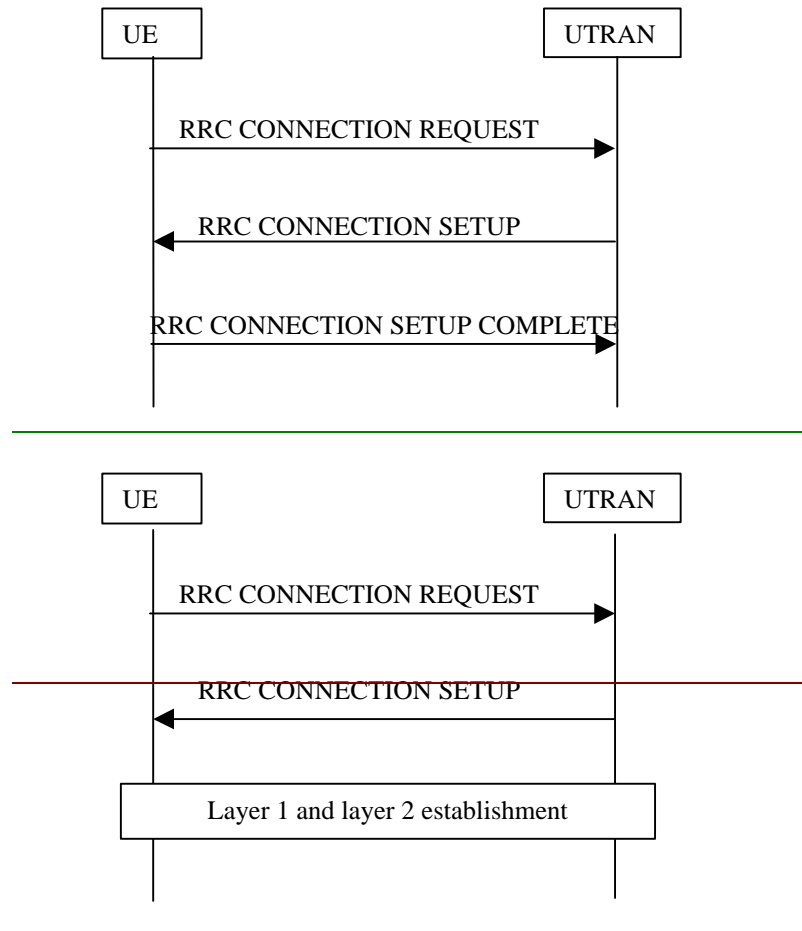 UE UTRAN
RRC CONNECTION REQUEST
RRC CONNECTION SETUP
RRC CONNECTION SETUP COMPLETE
UE UTRAN
RRC CONNECTION REQUEST
RRC CONNECTION SETUP
Layer 1 and layer 2 establishment